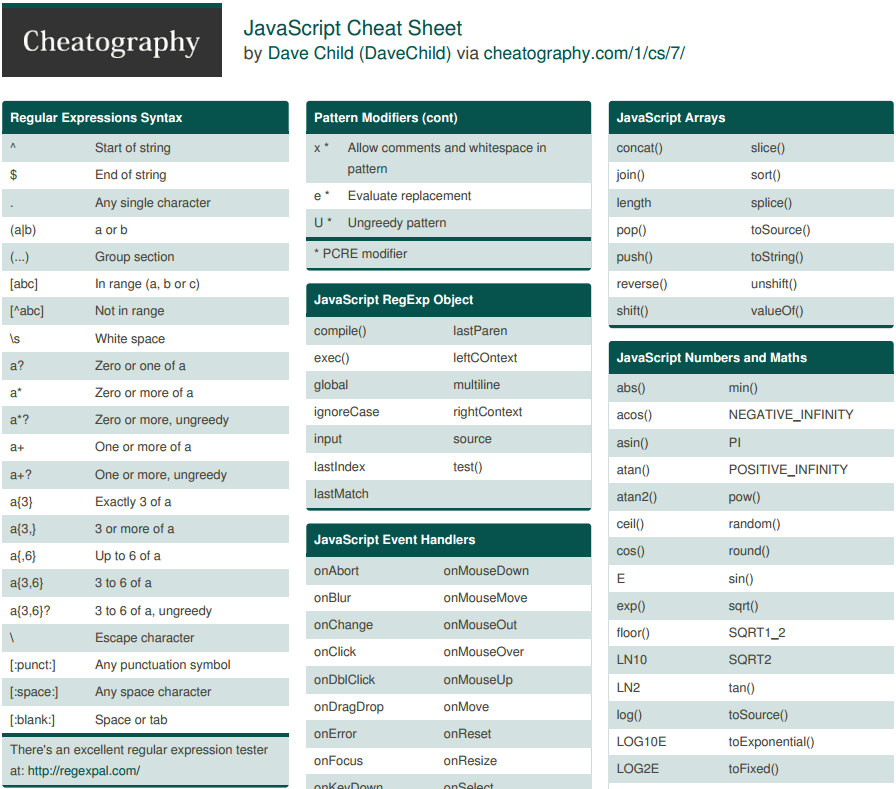 Cheatography
JavaScript Cheat Sheet
by Dave Child (DaveChild) via cheatography.com/1/cs/7/
Regular Expressions Syntax
^ Start of string
$ End of string
. Any single character
(a|b) a or b
(...) Group section
[abc] In range (a, b or c)
[^abc] Not in range
\s White space
a? Zero or one of a
a* Zero or more of a
a*? Zero or more, ungreedy
a+ One or more of a
a+? One or more, ungreedy
a{3} Exactly 3 of a
a{3,} 3 or more of a
a{,6} Up to 6 of a
a{3,6} 3 to 6 of a
a{3,6}? 3 to 6 of a, ungreedy
\ Escape character
[:punct:] Any punctuation symbol
[:space:] Any space character
[:blank:] Space or tab
There's an excellent regular expression tester
at: http://regexpal.com/
Pattern Modifiers (cont)
x * Allow comments and whitespace in
pattern
e * Evaluate replacement
U * Ungreedy pattern
* PCRE modifier
JavaScript RegExp Object
compile() lastParen
exec() leftCOntext
global multiline
ignoreCase rightContext
input source
lastIndex test()
lastMatch
JavaScript Event Handlers
onAbort onMouseDown
onBlur onMouseMove
onChange onMouseOut
onClick onMouseOver
onDblClick onMouseUp
onDragDrop onMove
onError onReset
onFocus onResize
onKeyDown onSelect
JavaScript Arrays
concat() slice()
join() sort()
length splice()
pop() toSource()
push() toString()
reverse() unshift()
shift() valueOf()
JavaScript Numbers and Maths
abs() min()
acos() NEGATIVE_INFINITY
asin() PI
atan() POSITIVE_INFINITY
atan2() pow()
ceil() random()
cos() round()
E sin()
exp() sqrt()
floor() SQRT1_2
LN10 SQRT2
LN2 tan()
log() toSource()
LOG10E toExponential()
LOG2E toFixed()